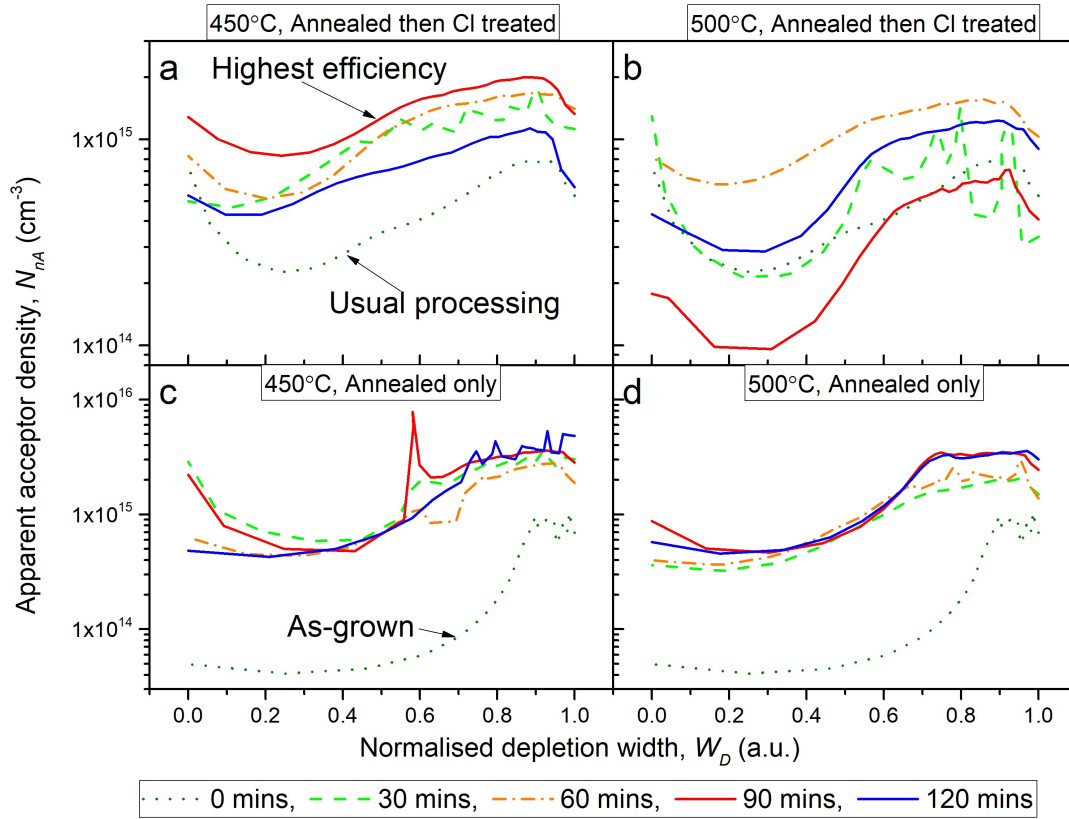 450°C, Annealed then Cl treated
500°C, Annealed then Cl treated
a
Highest efficiency
b
1x10^15
Usual processing
1x10^14
Apparent acceptor density, N_nA (cm^-3)
c
450°C, Annealed only
d
500°C, Annealed only
1x10^16
1x10^15
As-grown
1x10^14
0.0 0.2 0.4 0.6 0.8 1.0
0.0 0.2 0.4 0.6 0.8 1.0
Normalised depletion width, W_D (a.u.)
0 mins, 30 mins, 60 mins, 90 mins, 120 mins